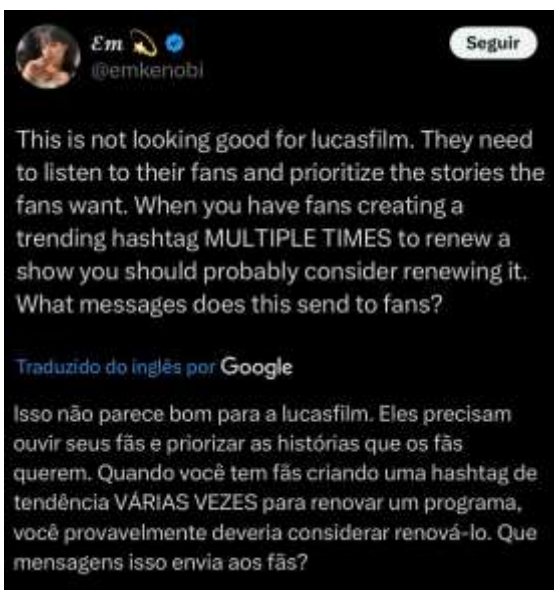 Em 💫
Seguir
@emkenobi
This is not looking good for lucasfilm. They need
to listen to their fans and prioritize the stories the
fans want. When you have fans creating a
trending hashtag MULTIPLE TIMES to renew a
show you should probably consider renewing it.
What messages does this send to fans?
Traduzido do inglês por Google
Isso não parece bom para a lucasfilm. Eles precisam
ouvir seus fãs e priorizar as histórias que os fãs
querem. Quando você tem fãs criando uma hashtag de
tendência VÁRIAS VEZES para renovar um programa,
você provavelmente deveria considerar renová-lo. Que
mensagens isso envia aos fãs?